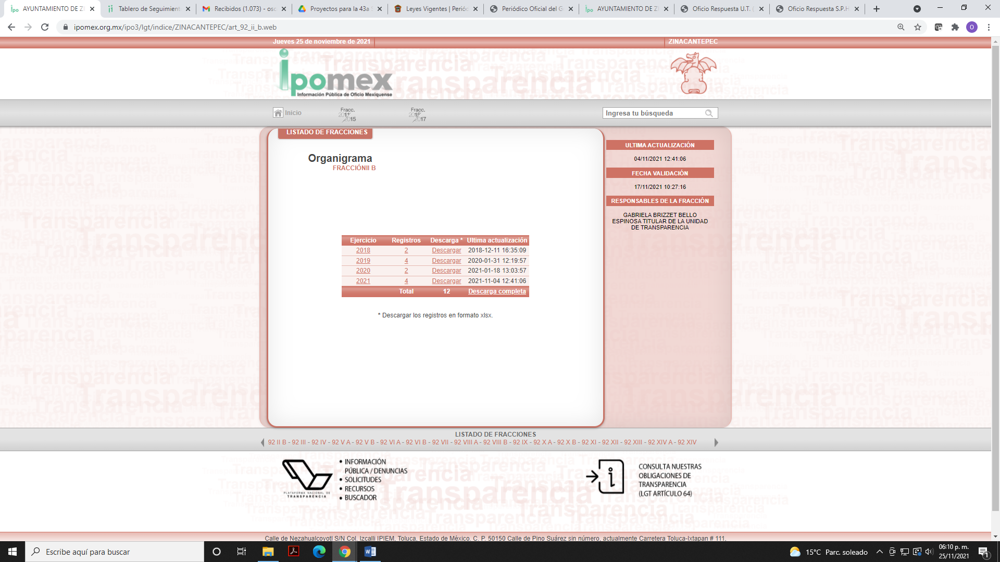 AYUNTAMIENTO DE ZI
Tablero de Seguimient
Recibidos (1.073) - osc
Proyectos para la 43a
Leyes Vigentes | Perió
Periódico Oficial del G
AYUNTAMIENTO DE ZI
Oficio Respuesta U.T. (
Oficio Respuesta S.P.H
ipomex.org.mx/ipo3/lgt/indice/ZINACANTEPEC/art_92_ii_b.web
O
Jueves 25 de noviembre de 2021
ZINACANTEPEC
ipomex
Información Pública de Oficio Mexiquense
Transparencia
Inicio
Fracc.
2011
2015
Fracc.
2017
Ingresa tu búsqueda
LISTADO DE FRACCIONES
Organigrama
FRACCIÓNII B
Ejercicio Registros Descarga * Ultima actualización
2018 2 Descargar 2018-12-11 16:35:09
2019 4 Descargar 2020-01-31 12:19:57
2020 2 Descargar 2021-01-18 13:03:57
2021 4 Descargar 2021-11-04 12:41:06
Total 12 Descarga completa
* Descargar los registros en formato xlsx.
ULTIMA ACTUALIZACIÓN
04/11/2021 12:41:06
FECHA VALIDACIÓN
17/11/2021 10:27:16
RESPONSABLES DE LA FRACCIÓN
GABRIELA BRIZZET BELLO
ESPINOSA TITULAR DE LA UNIDAD
DE TRANSPARENCIA
LISTADO DE FRACCIONES
92 II B - 92 III - 92 IV - 92 V A - 92 V B - 92 VI A - 92 VI B - 92 VII - 92 VIII A - 92 VIII B - 92 IX - 92 X A - 92 X B - 92 XI - 92 XII - 92 XIII - 92 XIV A - 92 XIV
PLATAFORMA NACIONAL DE
TRANSPARENCIA
• INFORMACIÓN
PÚBLICA / DENUNCIAS
• SOLICITUDES
• RECURSOS
• BUSCADOR
CONSULTA NUESTRAS
OBLIGACIONES DE
TRANSPARENCIA
(LGT ARTÍCULO 64)
Calle de Nezahualcoyotl S/N Col. Izcalli IPIEM, Toluca, Estado de México. C. P. 50150 Calle de Pino Suárez sin número, actualmente Carretera Toluca-Ixtapan # 111,
Escribe aquí para buscar
15°C Parc. soleado
06:10 p. m.
25/11/2021
1